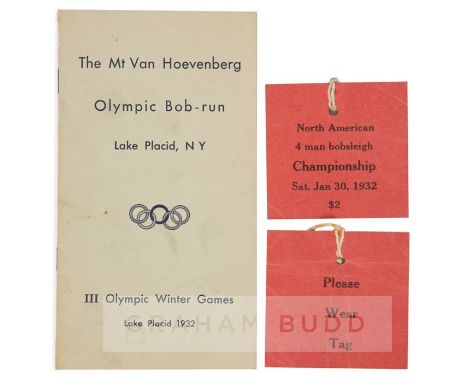 The Mt Van Hoevenberg
Olympic Bob-run
Lake Placid, N Y
III Olympic Winter Games
Lake Placid 1932
North American
4 man bobsleigh
Championship
Sat. Jan 30, 1932
$2
Please
Wear
Tag
GRAHAM BUDD